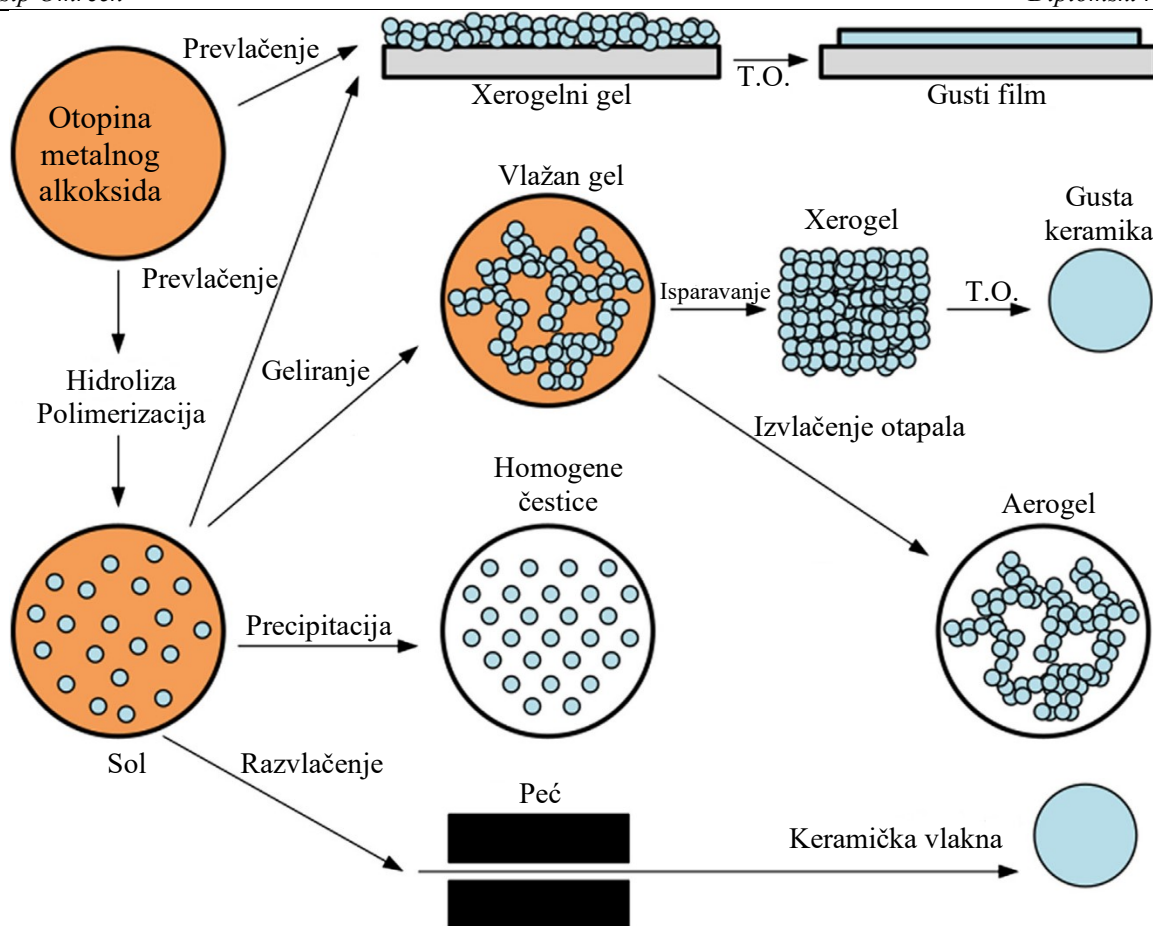 Prevlačenje
Xerogelni gel
T.O.
Gusti film
Otopina
metalnog
alkoksida
Prevlačenje
Hidroliza
Polimerizacija
Geliranje
Vlažan gel
Isparavanje
Xerogel
T.O.
Gusta
keramika
Izvlačenje otapala
Aerogel
Homogene
čestice
Precipitacija
Sol
Razvlačenje
Peć
Keramička vlakna